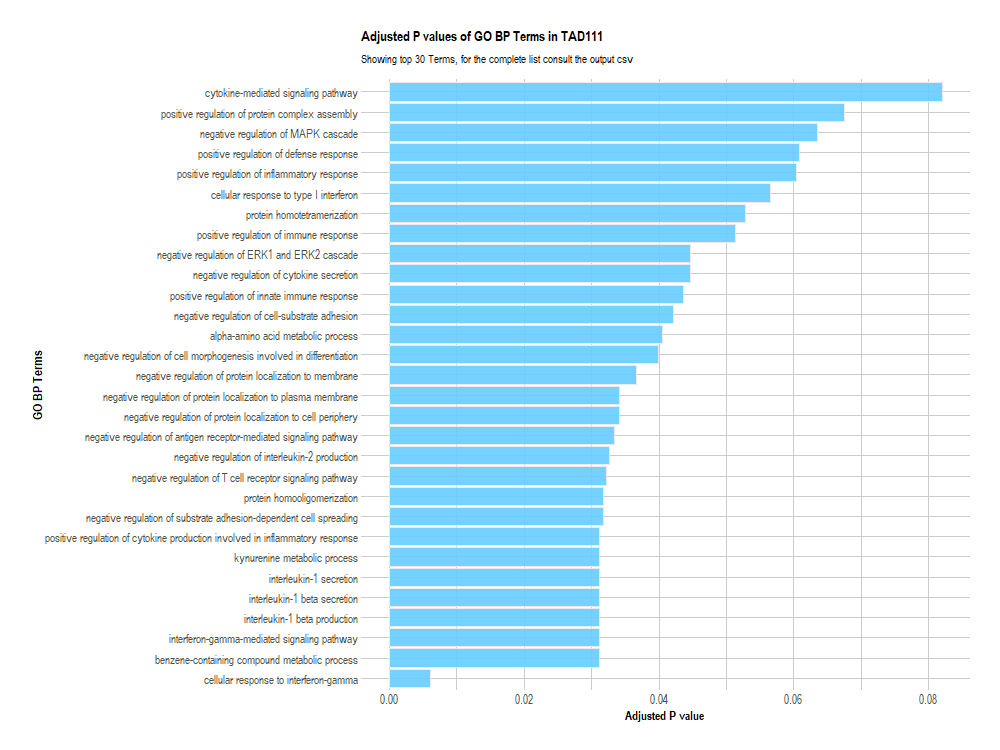 Adjusted P values of GO BP Terms in TAD111
Showing top 30 Terms, for the complete list consult the output csv
cytokine-mediated signaling pathway
positive regulation of protein complex assembly
negative regulation of MAPK cascade
positive regulation of defense response
positive regulation of inflammatory response
cellular response to type I interferon
protein homotetramerization
positive regulation of immune response
negative regulation of ERK1 and ERK2 cascade
negative regulation of cytokine secretion
positive regulation of innate immune response
negative regulation of cell-substrate adhesion
alpha-amino acid metabolic process
negative regulation of cell morphogenesis involved in differentiation
negative regulation of protein localization to membrane
negative regulation of protein localization to plasma membrane
negative regulation of protein localization to cell periphery
negative regulation of antigen receptor-mediated signaling pathway
negative regulation of interleukin-2 production
negative regulation of T cell receptor signaling pathway
protein homooligomerization
negative regulation of substrate adhesion-dependent cell spreading
positive regulation of cytokine production involved in inflammatory response
kynurenine metabolic process
interleukin-1 secretion
interleukin-1 beta secretion
interleukin-1 beta production
interferon-gamma-mediated signaling pathway
benzene-containing compound metabolic process
cellular response to interferon-gamma
GO BP Terms
0.00 0.02 0.04 0.06 0.08
Adjusted P value